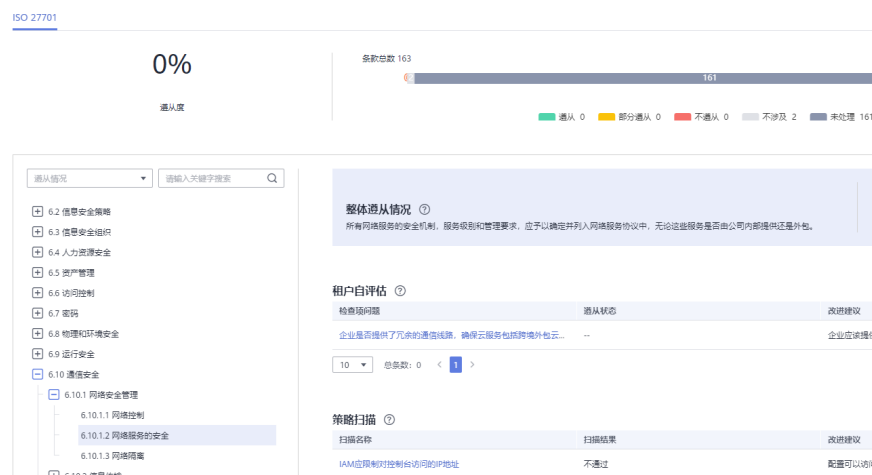 ISO 27701
0%
遵从度
条款总数 163
161
遵从 0 部分遵从 0 不遵从 0 不涉及 2 未处理 161
遵从情况 请输入关键字搜索
6.2 信息安全策略
6.3 信息安全组织
6.4 人力资源安全
6.5 资产管理
6.6 访问控制
6.7 密码
6.8 物理和环境安全
6.9 运行安全
6.10 通信安全
6.10.1 网络安全管理
6.10.1.1 网络控制
6.10.1.2 网络服务的安全
6.10.1.3 网络隔离
整体遵从情况
所有网络服务的安全机制，服务级别和管理要求，应予以确定并列入网络服务协议中，无论这些服务是否由公司内部提供还是外包。
租户自评估
检查项问题 遵从状态 改进建议
企业是否提供了冗余的通信线路，确保云服务包括跨境外包云... -- 企业应该提供
10 总条数：0 < 1 >
策略扫描
扫描名称 扫描结果 改进建议
IAM应限制对控制台访问的IP地址 不通过 配置可以访问